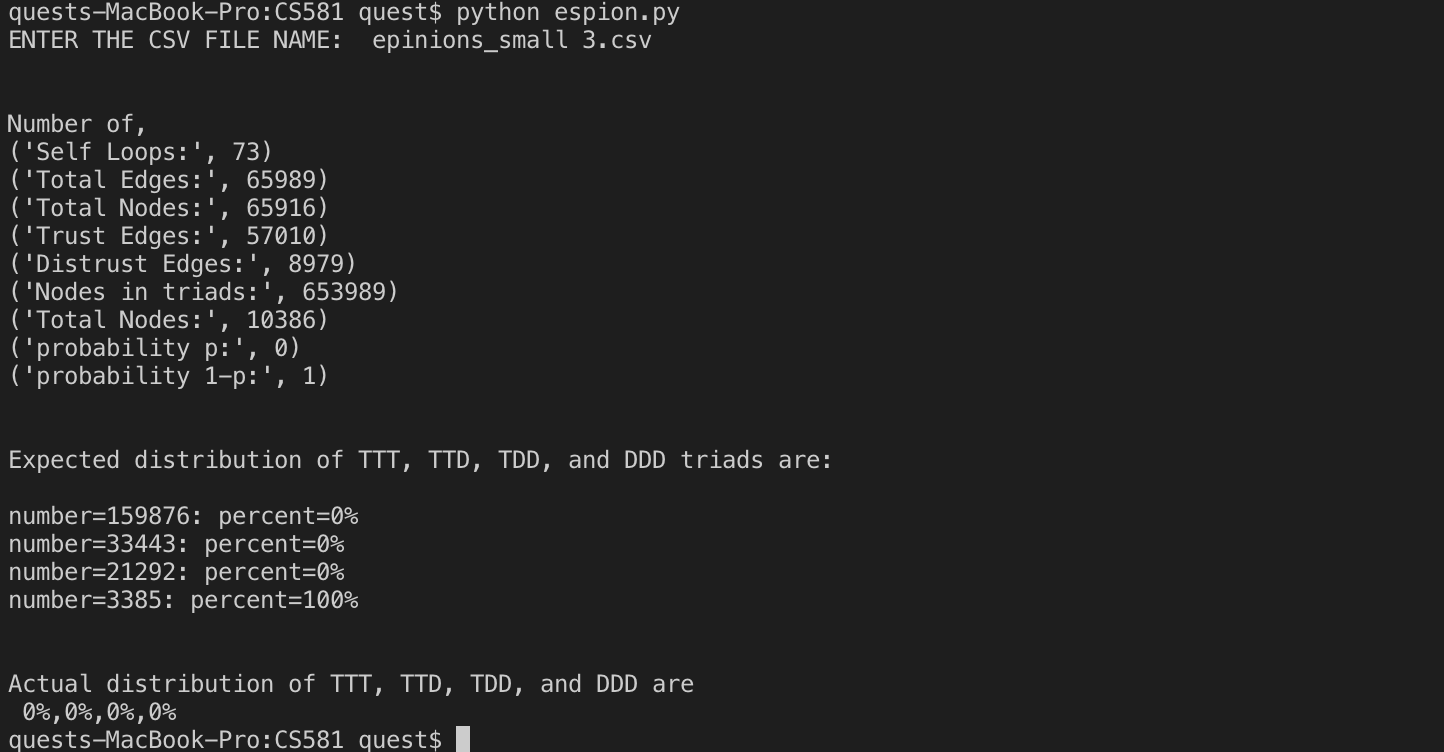 quests-MacBook-Pro:CS581 quest$ python espion.py
ENTER THE CSV FILE NAME:  epinions_small 3.csv
Number of,
('Self Loops:', 73)
('Total Edges:', 65989)
('Total Nodes:', 65916)
('Trust Edges:', 57010)
('Distrust Edges:', 8979)
('Nodes in triads:', 653989)
('Total Nodes:', 10386)
('probability p:', 0)
('probability 1-p:', 1)
Expected distribution of TTT, TTD, TDD, and DDD triads are:
number=159876: percent=0%
number=33443: percent=0%
number=21292: percent=0%
number=3385: percent=100%
Actual distribution of TTT, TTD, TDD, and DDD are
 0%,0%,0%,0%
quests-MacBook-Pro:CS581 quest$